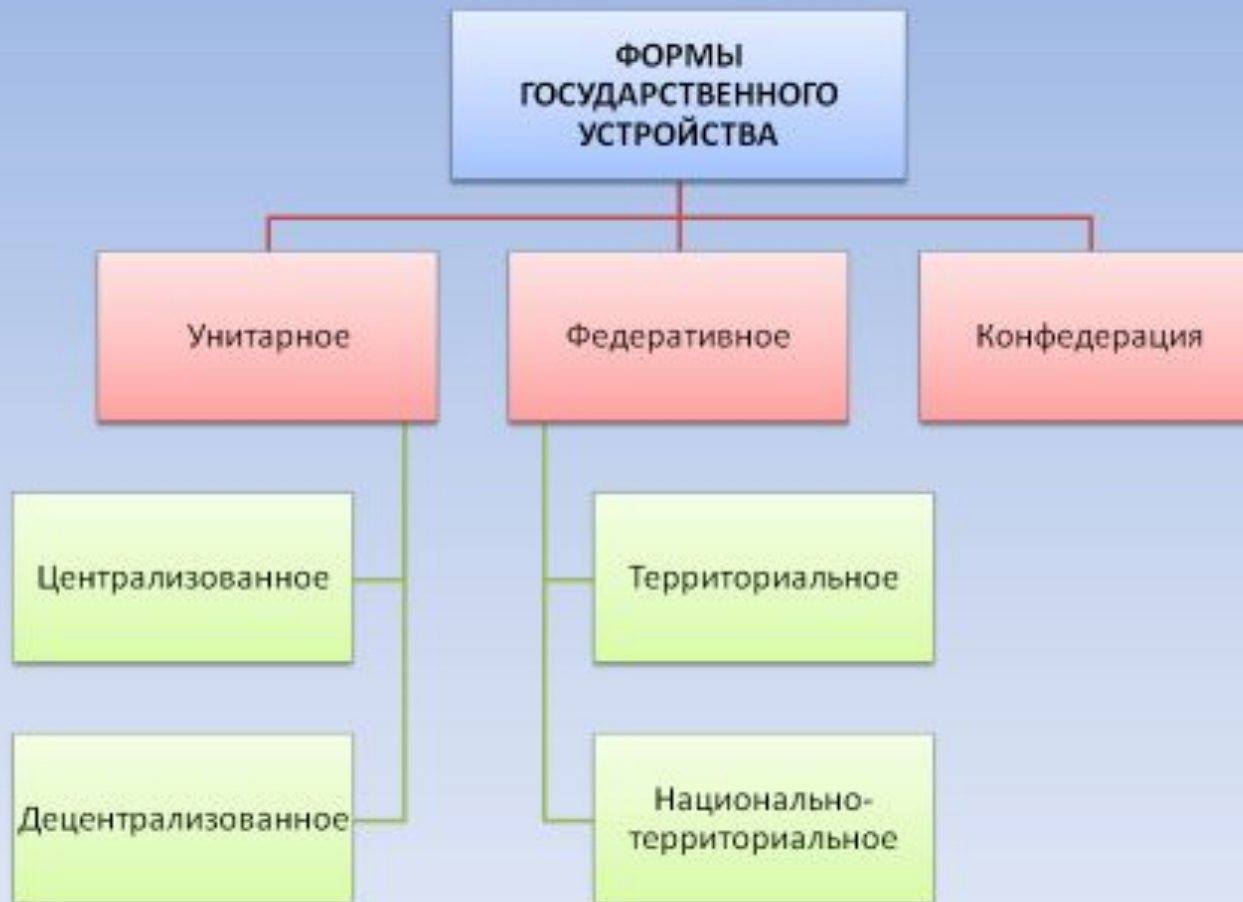 ФОРМЫ
ГОСУДАРСТВЕННОГО
УСТРОЙСТВА
Унитарное
Федеративное
Конфедерация
Централизованное
Территориальное
Децентрализованное
Национально-
территориальное